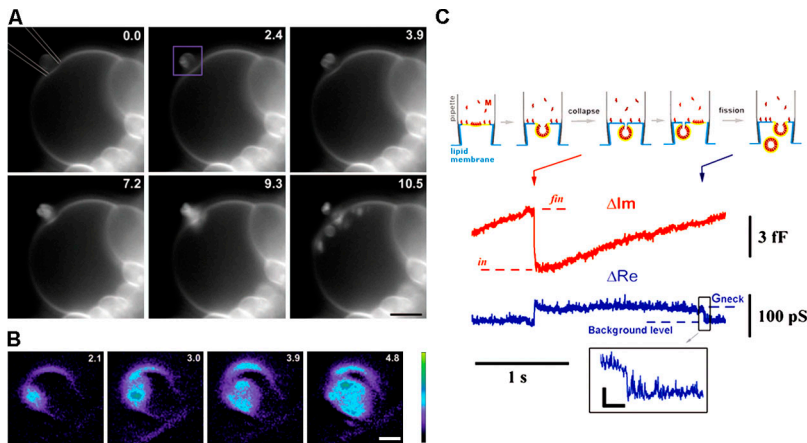 A
0.0
2.4
3.9
7.2
9.3
10.5
B
2.1
3.0
3.9
4.8
C
pipette
M
collapse
fission
lipid
membrane
fin
ΔIm
in
3 fF
ΔRe
Gneck
Background level
100 pS
1 s